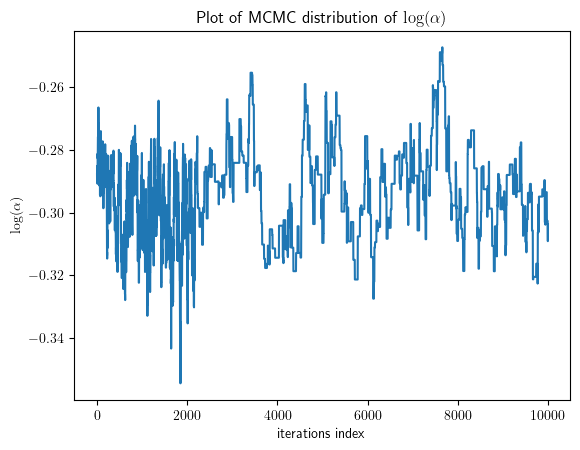 Plot of MCMC distribution of log(α)
log(α)
−0.26
−0.28
−0.30
−0.32
−0.34
0 2000 4000 6000 8000 10000
iterations index